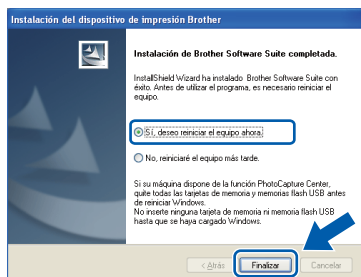 Instalación del dispositivo de impresión Brother
Instalación de Brother Software Suite completada.
InstallShield Wizard ha instalado Brother Software Suite con
éxito. Antes de utilizar el programa, es necesario reiniciar el
equipo.
Sí, deseo reiniciar el equipo ahora.
No, reiniciaré el equipo más tarde.
Si su máquina dispone de la función PhotoCapture Center,
quite todas las tarjetas de memoria y memorias flash USB antes
de reiniciar Windows.
No inserte ninguna tarjeta de memoria ni memoria flash USB
hasta que se haya cargado Windows.
< Atrás Finalizar Cancelar